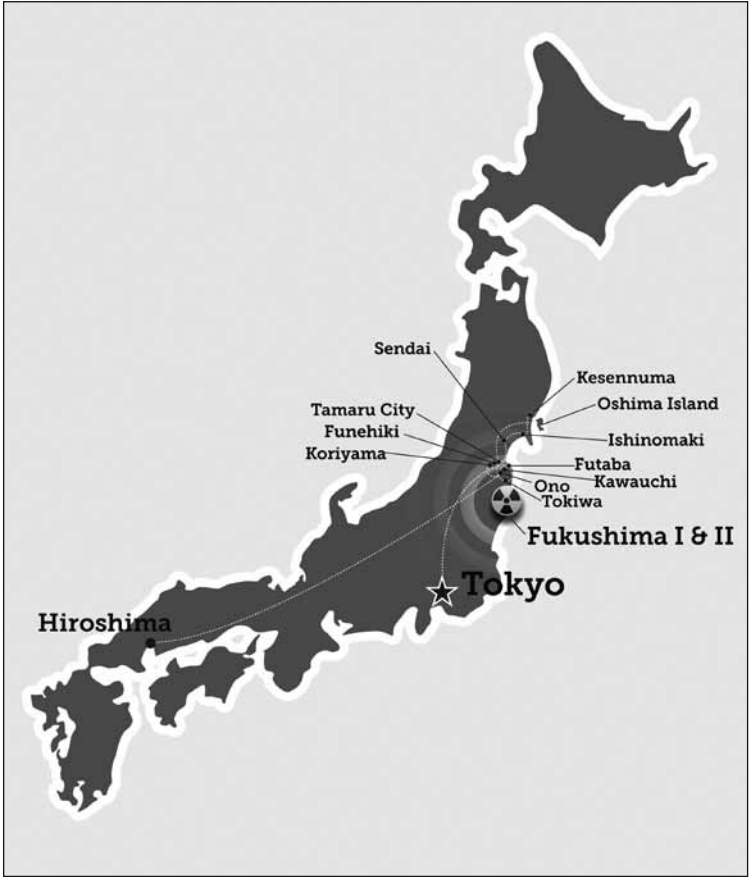 Sendai
Kesennuma
Oshima Island
Tamaru City
Funehiki
Ishinomaki
Koriyama
Futaba
Kawauchi
Ono
Tokiwa
Fukushima I & II
Tokyo
Hiroshima